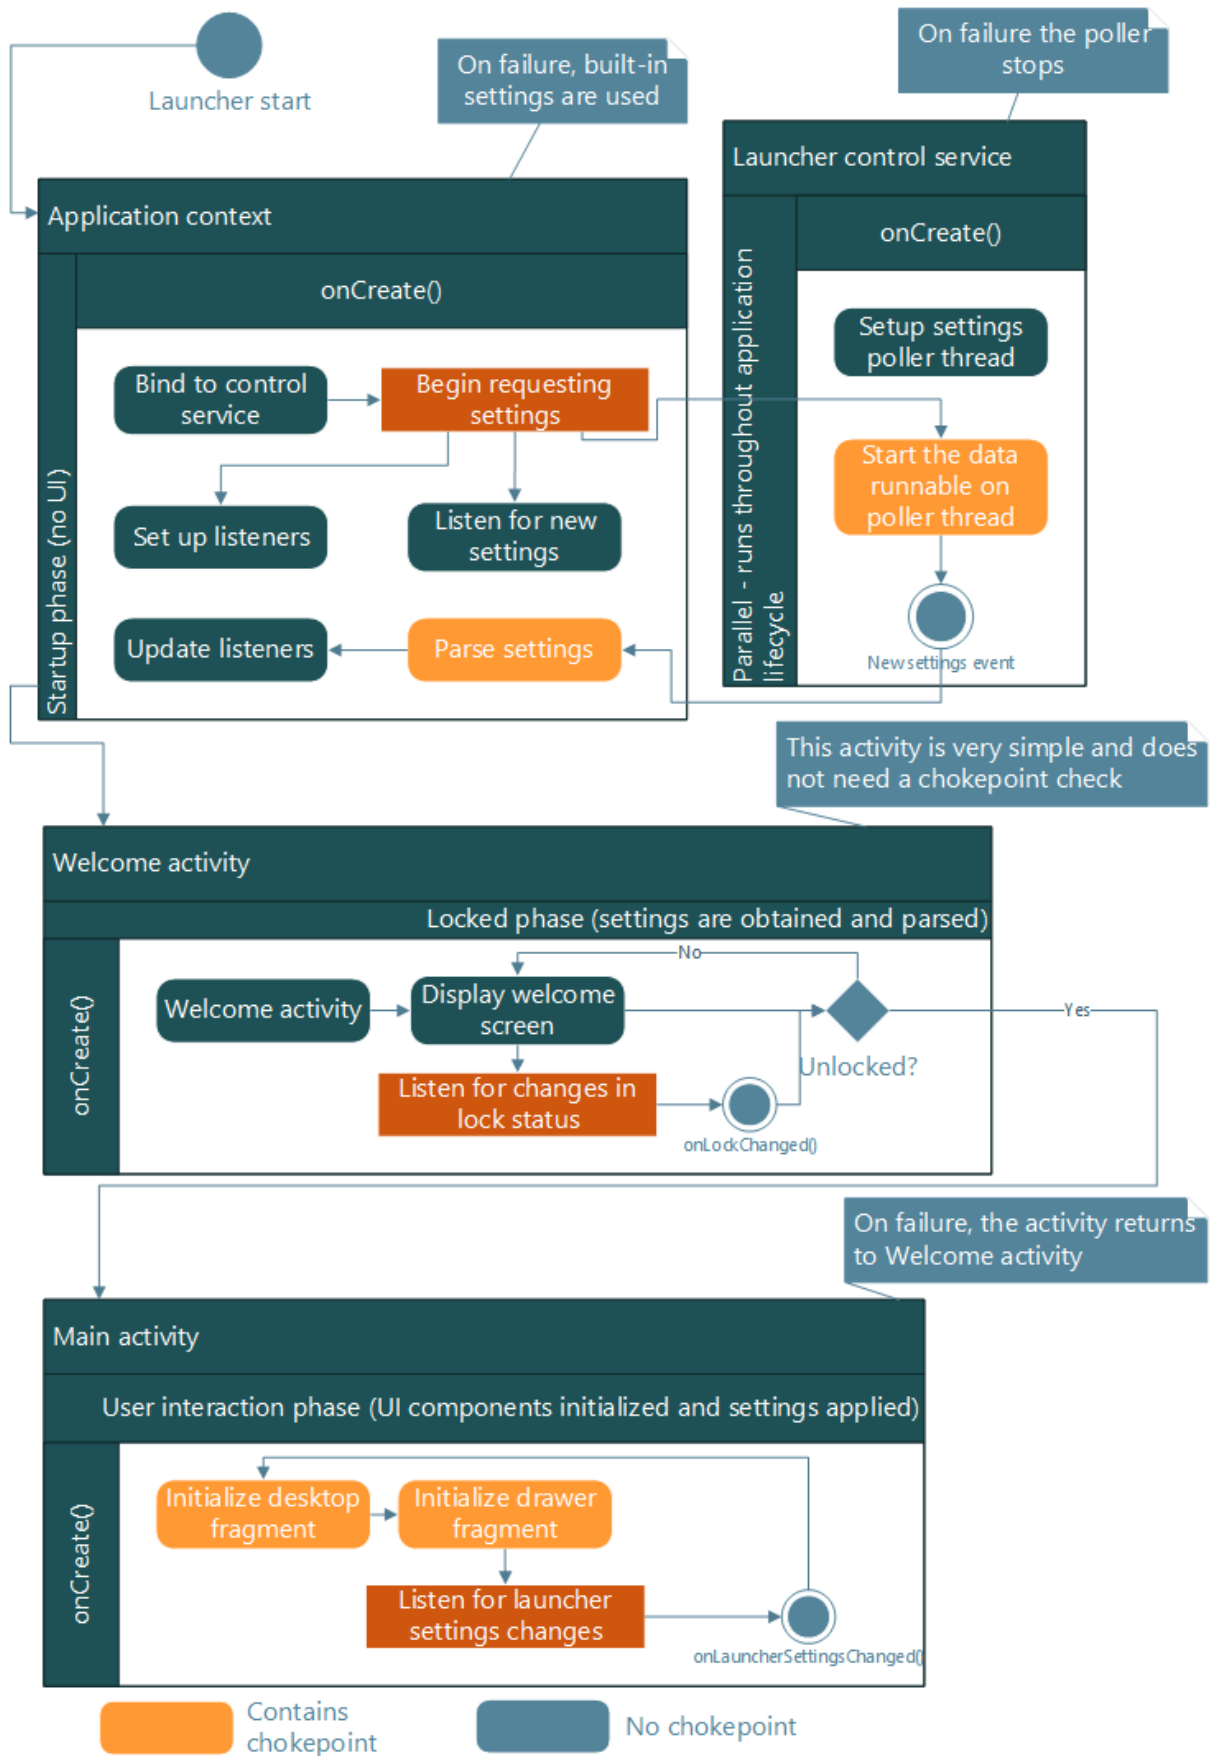 Launcher start
On failure, built-in
settings are used
On failure the poller
stops
Application context
onCreate()
Startup phase (no UI)
Bind to control
service
Begin requesting
settings
Set up listeners
Listen for new
settings
Update listeners
Parse settings
Launcher control service
onCreate()
Parallel - runs throughout application
lifecycle
Setup settings
poller thread
Start the data
runnable on
poller thread
New settings event
This activity is very simple and does
not need a chokepoint check
Welcome activity
Locked phase (settings are obtained and parsed)
onCreate()
Welcome activity
Display welcome
screen
No
Yes
Unlocked?
Listen for changes in
lock status
onLockChanged()
On failure, the activity returns
to Welcome activity
Main activity
User interaction phase (UI components initialized and settings applied)
onCreate()
Initialize desktop
fragment
Initialize drawer
fragment
Listen for launcher
settings changes
onLauncherSettingsChanged()
Contains
chokepoint
No chokepoint